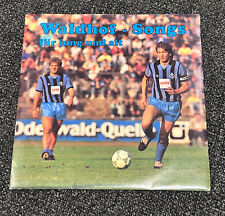 Waldhof - Songs
für jung und alt
Odenwald-Quelle